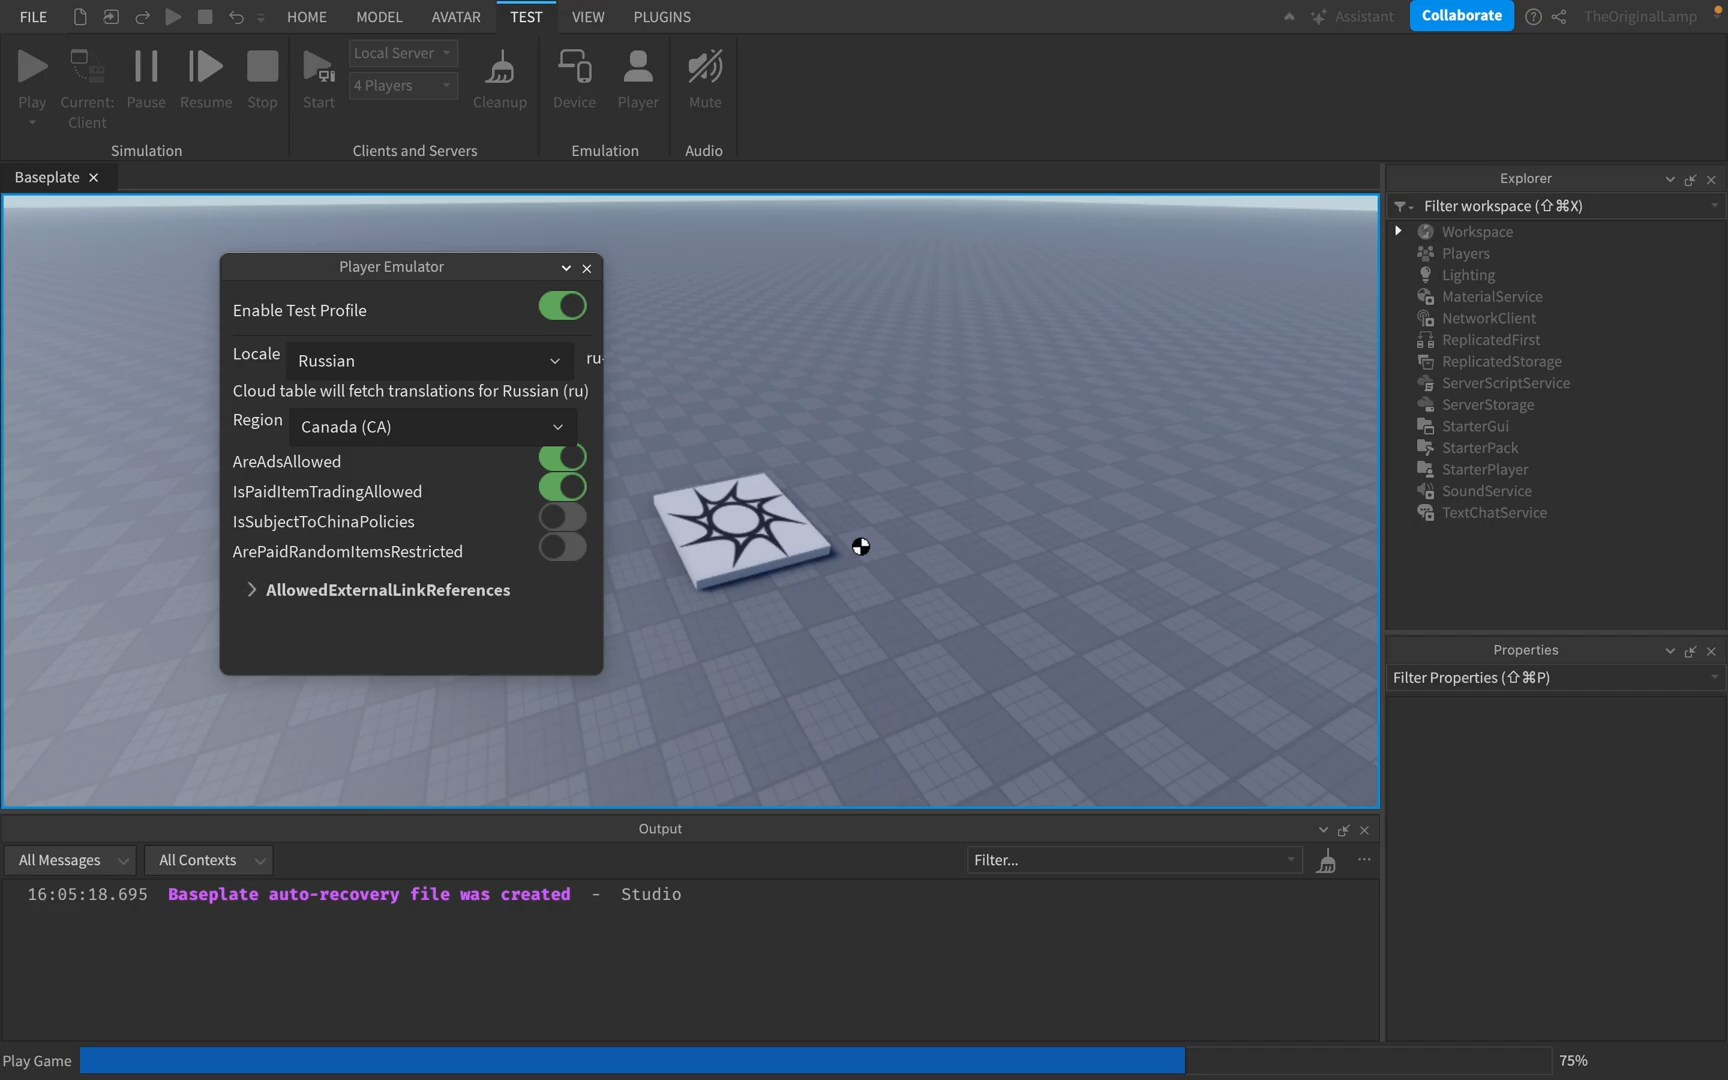 FILE HOME MODEL AVATAR TEST VIEW PLUGINS Assistant Collaborate TheOriginalLamp
Play Current: Client Pause Resume Stop Start Local Server 4 Players Cleanup Device Player Mute
Simulation Clients and Servers Emulation Audio
Baseplate
Player Emulator
Enable Test Profile
Locale Russian ru-
Cloud table will fetch translations for Russian (ru)
Region Canada (CA)
AreAdsAllowed
IsPaidItemTradingAllowed
IsSubjectToChinaPolicies
ArePaidRandomItemsRestricted
AllowedExternalLinkReferences
Explorer
Filter workspace (⇧⌘X)
Workspace
Players
Lighting
MaterialService
NetworkClient
ReplicatedFirst
ReplicatedStorage
ServerScriptService
ServerStorage
StarterGui
StarterPack
StarterPlayer
SoundService
TextChatService
Properties
Filter Properties (⇧⌘P)
Output
All Messages All Contexts Filter... ...
16:05:18.695 Baseplate auto-recovery file was created - Studio
Play Game 75%